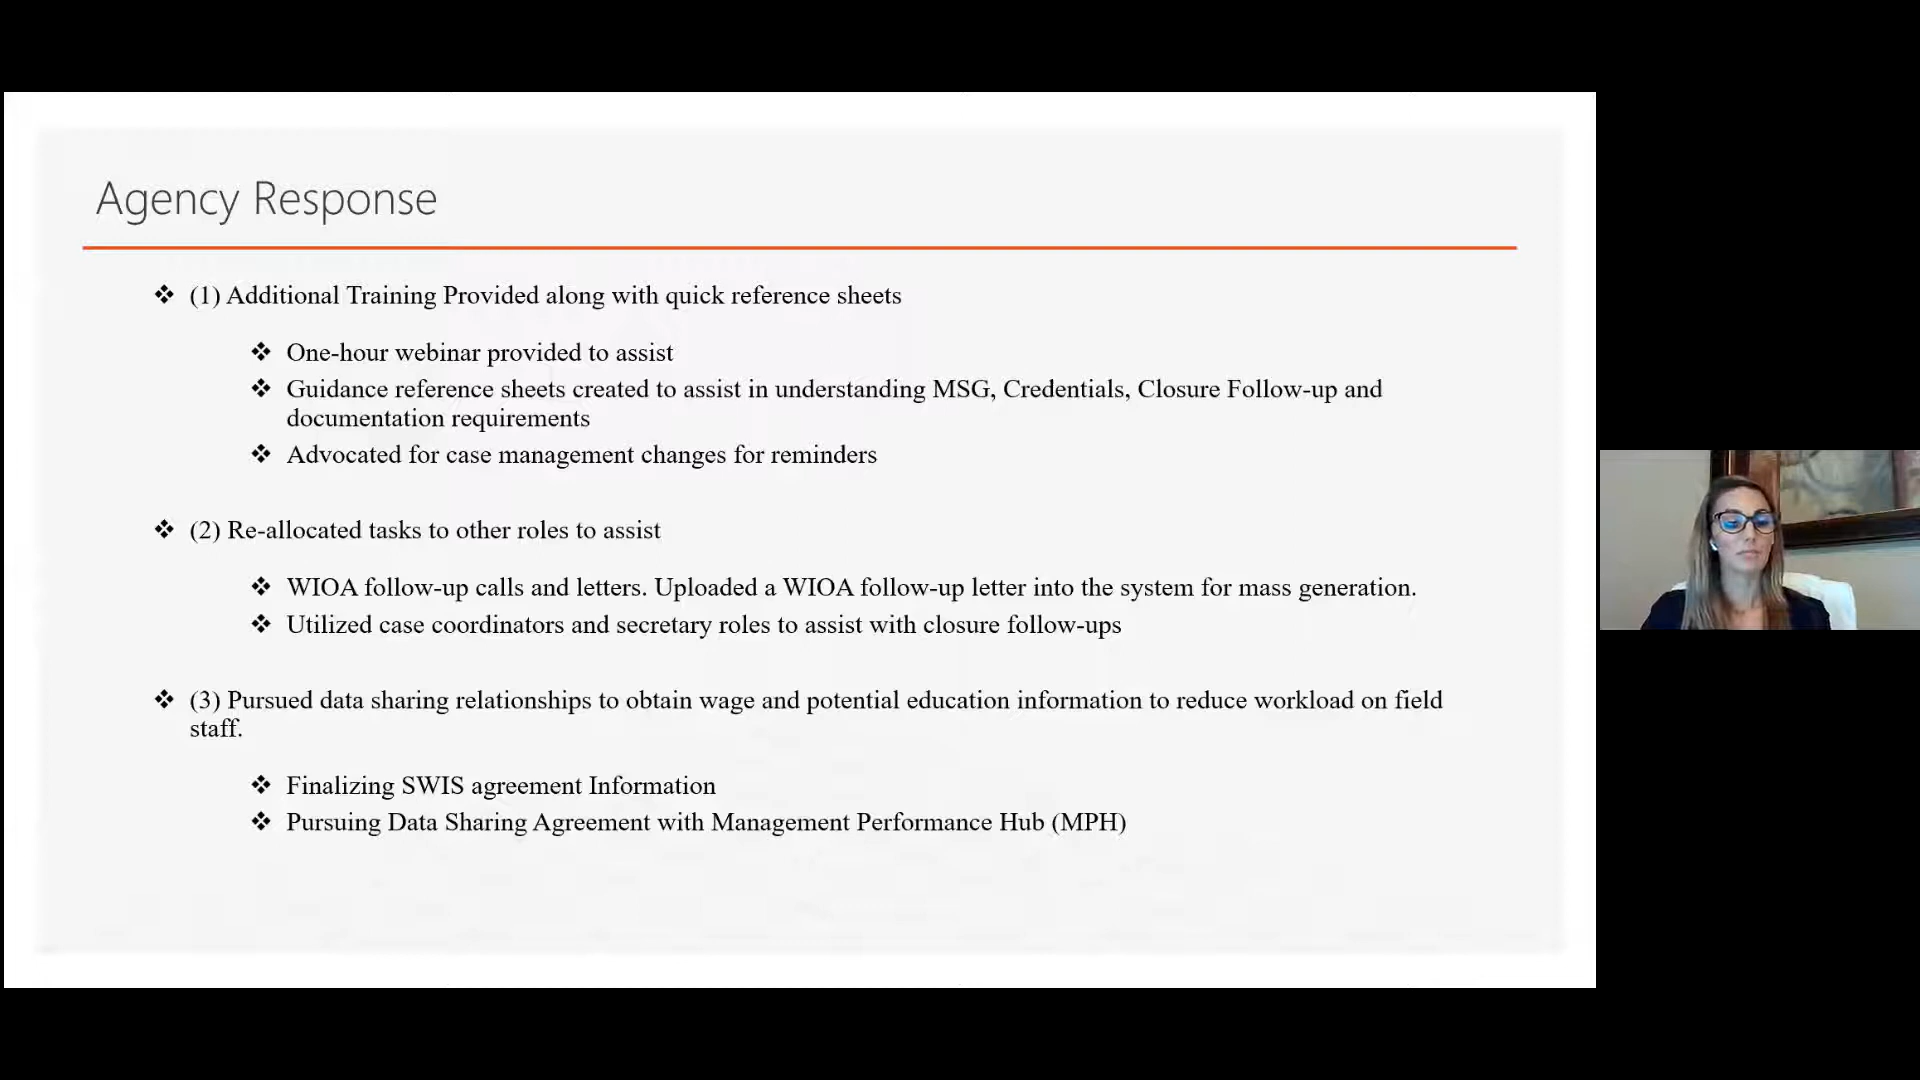 Agency Response
❖ (1) Additional Training Provided along with quick reference sheets
❖ One-hour webinar provided to assist
❖ Guidance reference sheets created to assist in understanding MSG, Credentials, Closure Follow-up and
documentation requirements
❖ Advocated for case management changes for reminders
❖ (2) Re-allocated tasks to other roles to assist
❖ WIOA follow-up calls and letters. Uploaded a WIOA follow-up letter into the system for mass generation.
❖ Utilized case coordinators and secretary roles to assist with closure follow-ups
❖ (3) Pursued data sharing relationships to obtain wage and potential education information to reduce workload on field
staff.
❖ Finalizing SWIS agreement Information
❖ Pursuing Data Sharing Agreement with Management Performance Hub (MPH)